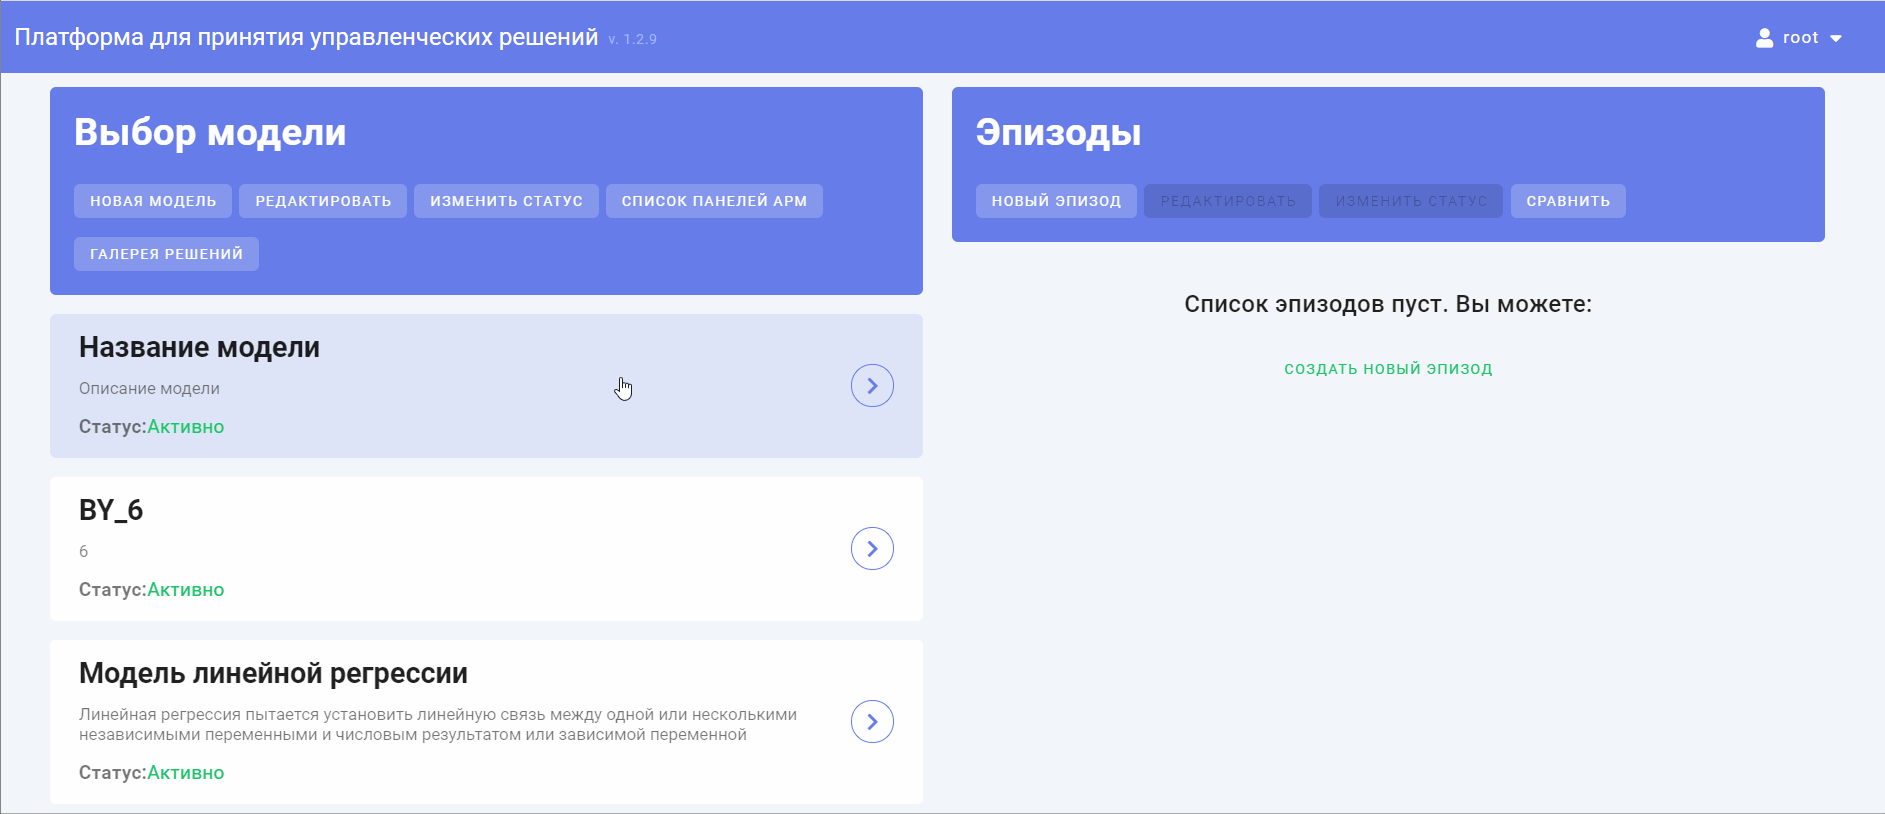 Платформа для принятия управленческих решений v. 1.2.9
root
Выбор модели
НОВАЯ МОДЕЛЬ РЕДАКТИРОВАТЬ ИЗМЕНИТЬ СТАТУС СПИСОК ПАНЕЛЕЙ АРМ
ГАЛЕРЕЯ РЕШЕНИЙ
Название модели
Описание модели
Статус:Активно
BY_6
6
Статус:Активно
Модель линейной регрессии
Линейная регрессия пытается установить линейную связь между одной или несколькими
независимыми переменными и числовым результатом или зависимой переменной
Статус:Активно
Эпизоды
НОВЫЙ ЭПИЗОД РЕДАКТИРОВАТЬ ИЗМЕНИТЬ СТАТУС СРАВНИТЬ
Список эпизодов пуст. Вы можете:
СОЗДАТЬ НОВЫЙ ЭПИЗОД